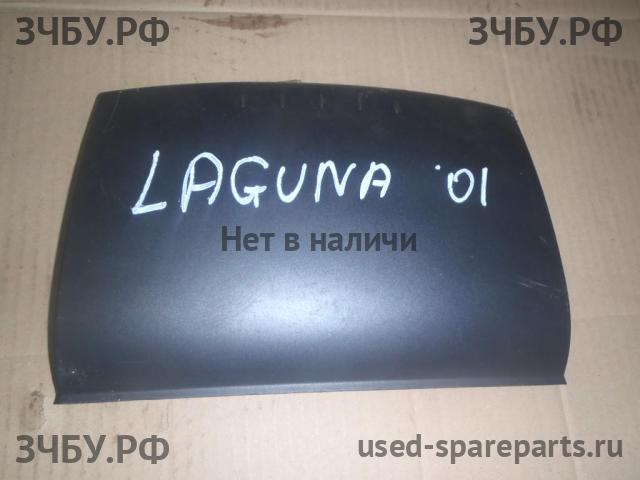 ЗЧБУ.РФ ЗЧБУ.РФ
LAGUNA '01
Нет в наличи
ЗЧБУ.РФ used-spareparts.ru